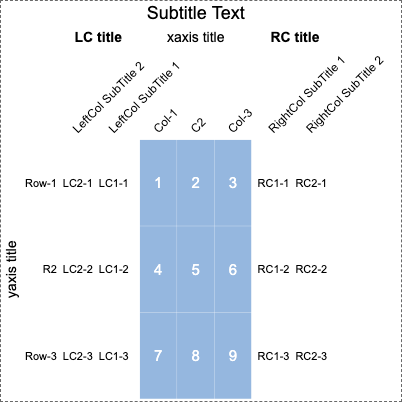 Subtitle Text
LC title xaxis title RC title
LeftCol SubTitle 2 LeftCol SubTitle 1 Col-1 C2 Col-3 RightCol SubTitle 1 RightCol SubTitle 2
Row-1 LC2-1 LC1-1 1 2 3 RC1-1 RC2-1
yaxis title
R2 LC2-2 LC1-2 4 5 6 RC1-2 RC2-2
Row-3 LC2-3 LC1-3 7 8 9 RC1-3 RC2-3